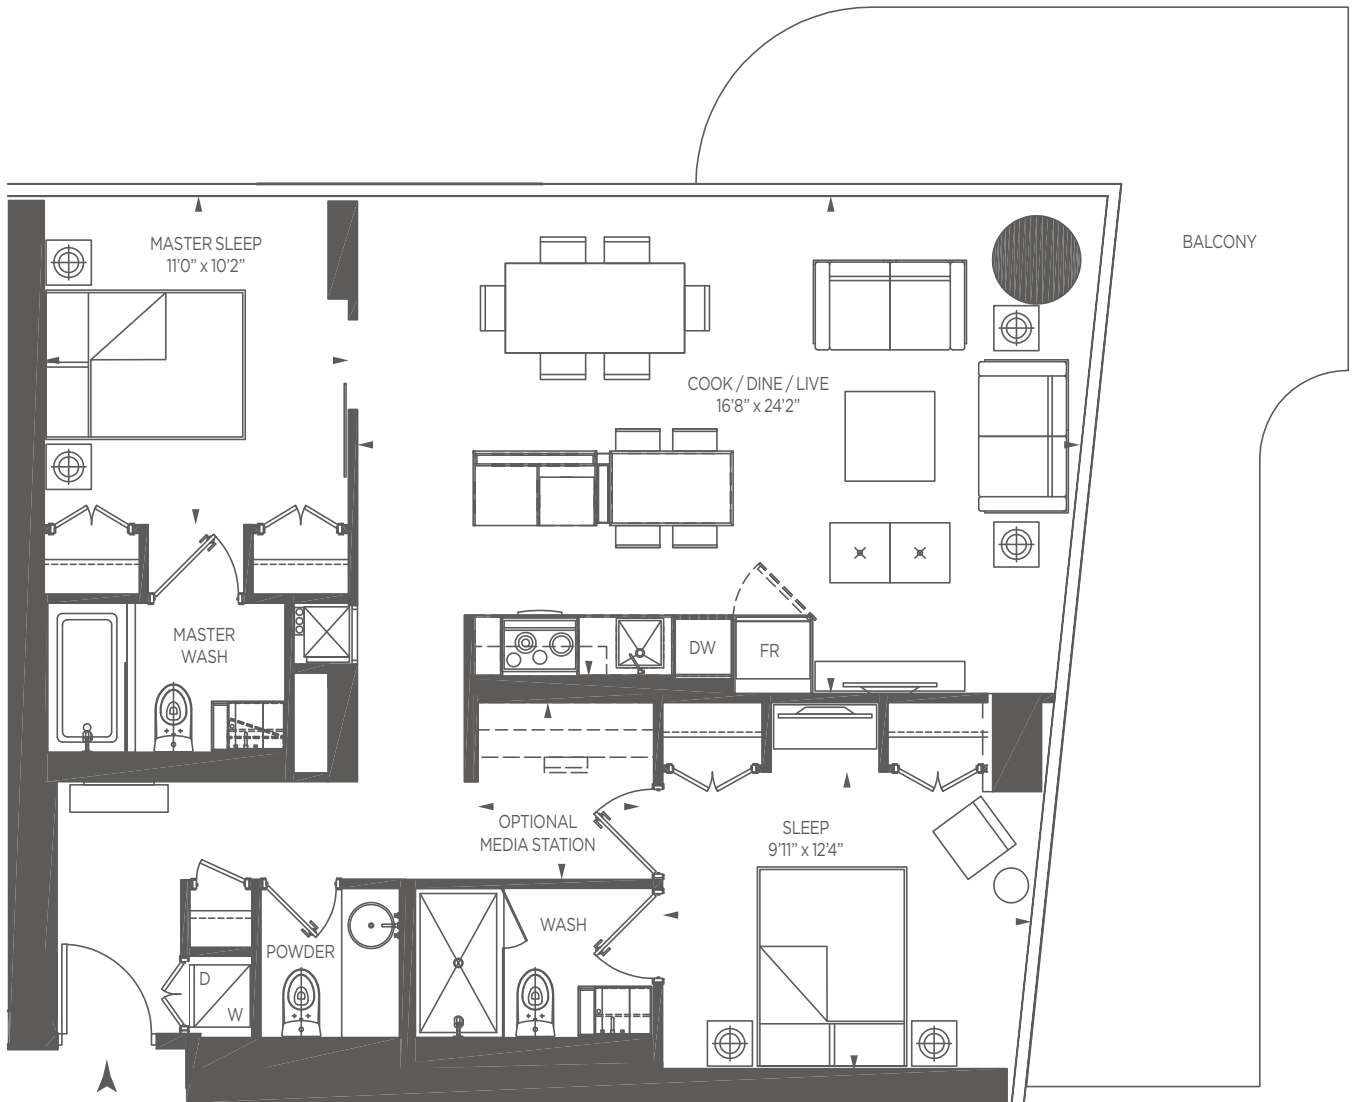 BALCONY
MASTER SLEEP
11'0" x 10'2"
COOK / DINE / LIVE
16'8" x 24'2"
MASTER
WASH
DW
FR
OPTIONAL
MEDIA STATION
SLEEP
9'11" x 12'4"
WASH
POWDER
D
W